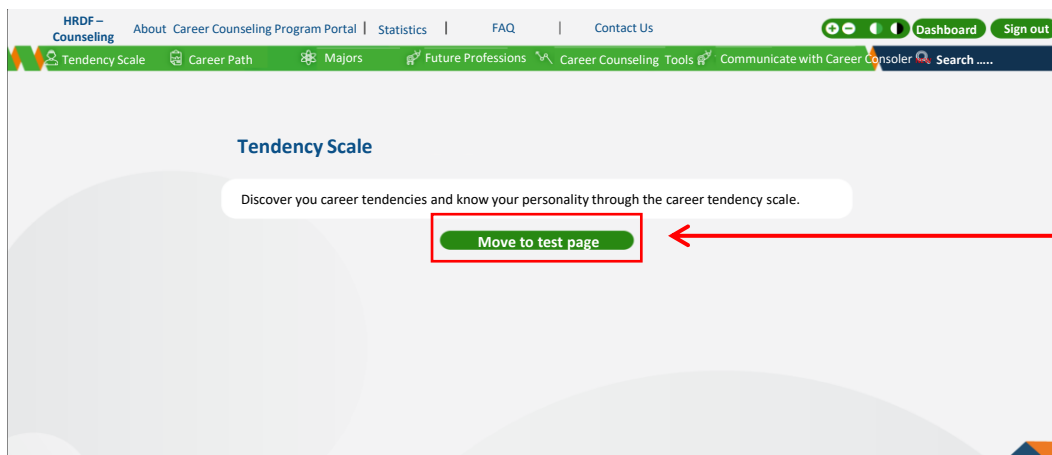 HRDF –
Counseling
About Career Counseling Program Portal | Statistics | FAQ | Contact Us
Dashboard
Sign out
Tendency Scale
Career Path
Majors
Future Professions
Career Counseling Tools
Communicate with Career Consoler
Search .....
Tendency Scale
Discover you career tendencies and know your personality through the career tendency scale.
Move to test page